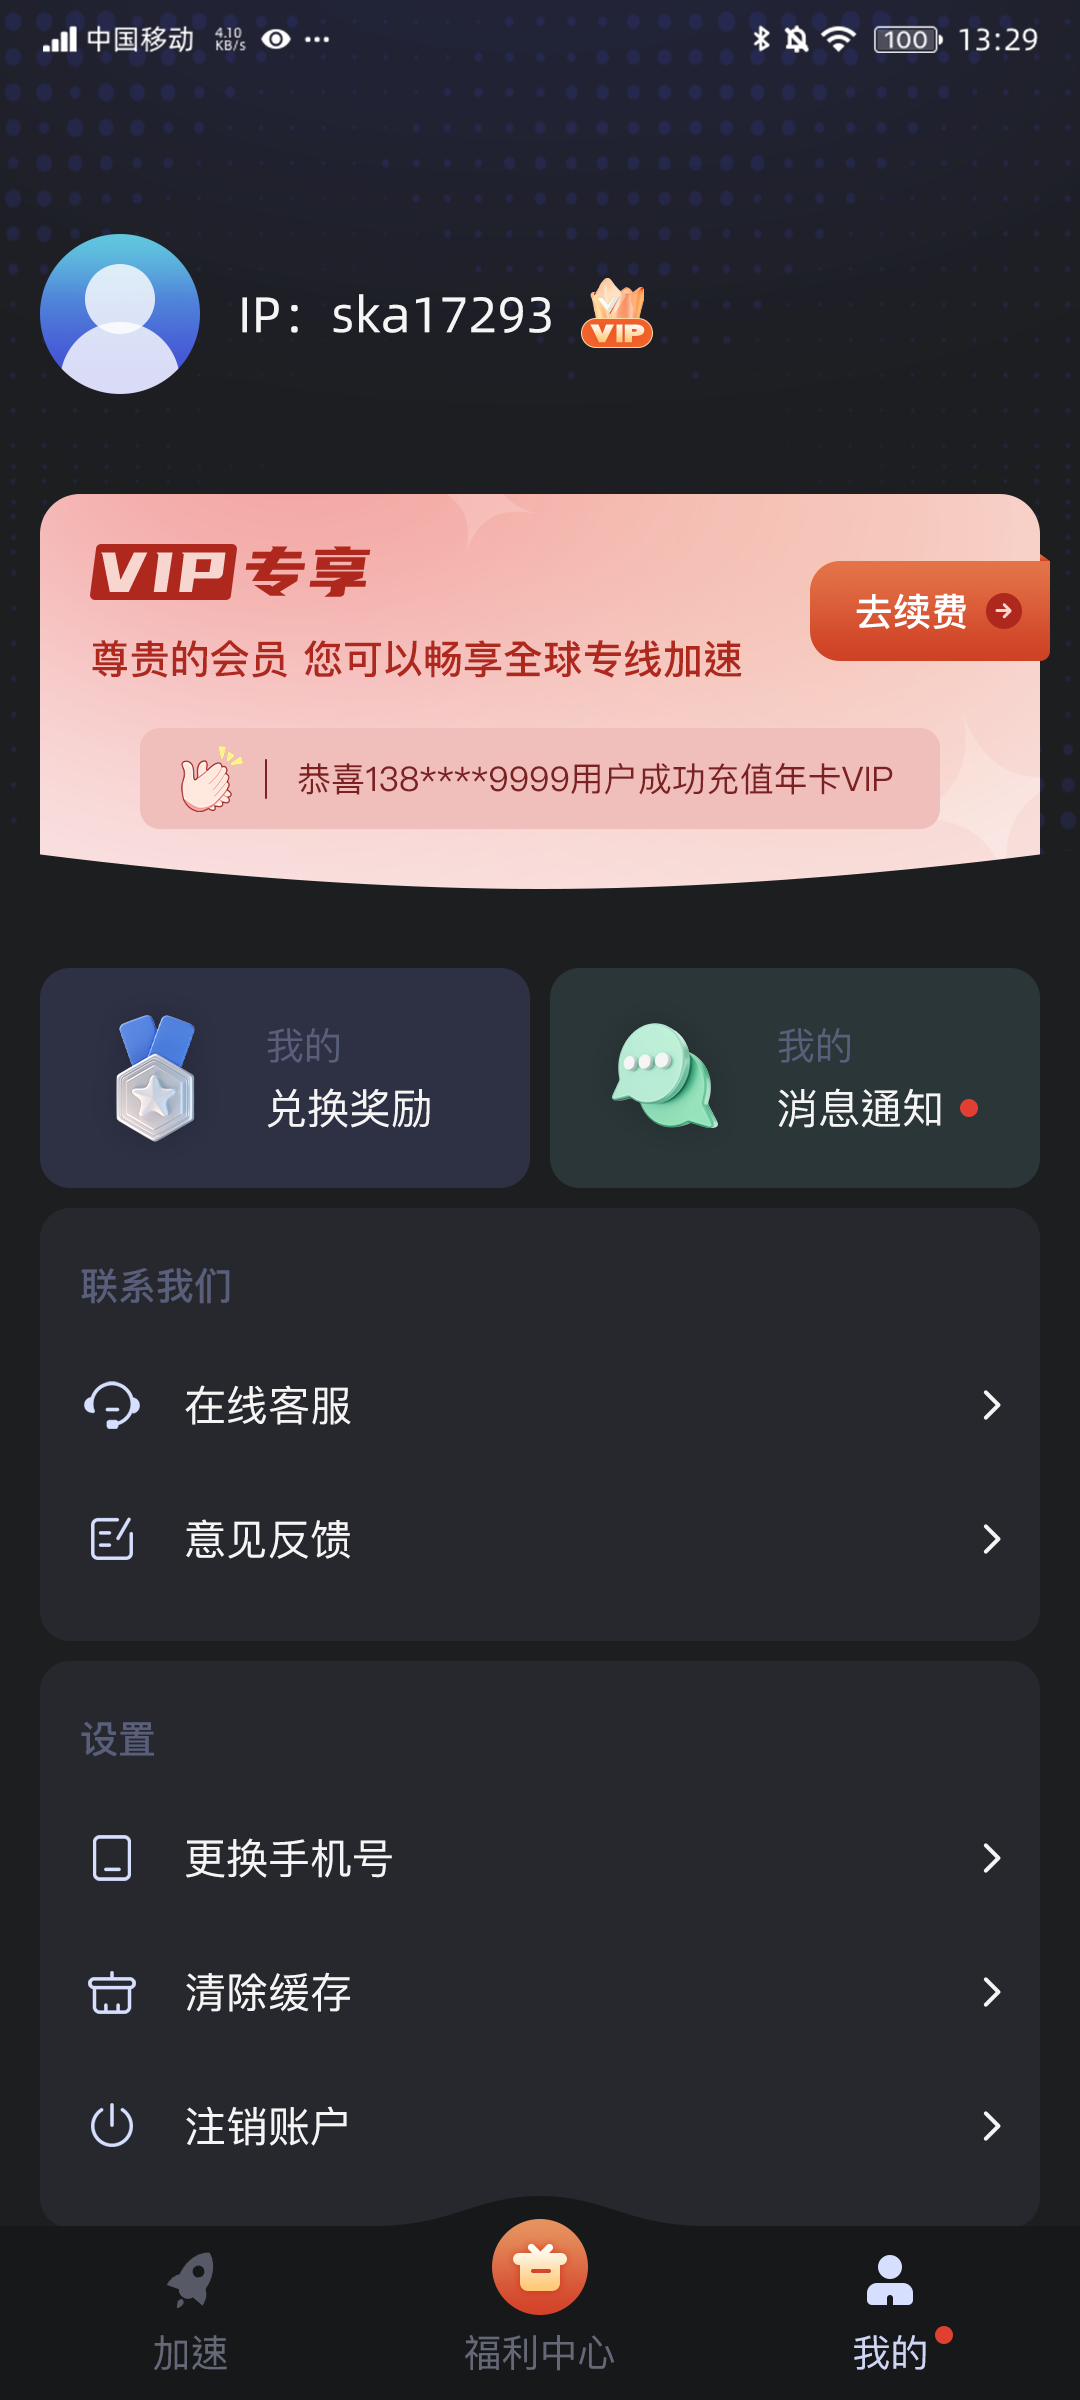 中国移动 4.10 KB/s ... 100 13:29
IP：ska17293 VIP
VIP专享
尊贵的会员 您可以畅享全球专线加速
去续费
恭喜138****9999用户成功充值年卡VIP
我的
兑换奖励
我的
消息通知
联系我们
在线客服
意见反馈
设置
更换手机号
清除缓存
注销账户
加速
福利中心
我的